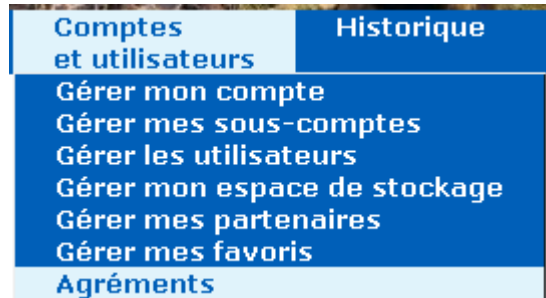 Comptes
et utilisateurs
Historique
Gérer mon compte
Gérer mes sous-comptes
Gérer les utilisateurs
Gérer mon espace de stockage
Gérer mes partenaires
Gérer mes favoris
Agréments